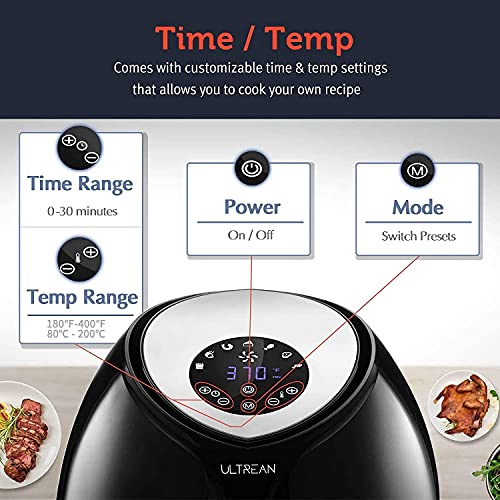 Time / Temp
Comes with customizable time & temp settings
that allows you to cook your own recipe
Time Range
0-30 minutes
Temp Range
180°F-400°F
80°C - 200°C
Power
On / Off
M
Mode
Switch Presets
370 °F
M
ULTREAN